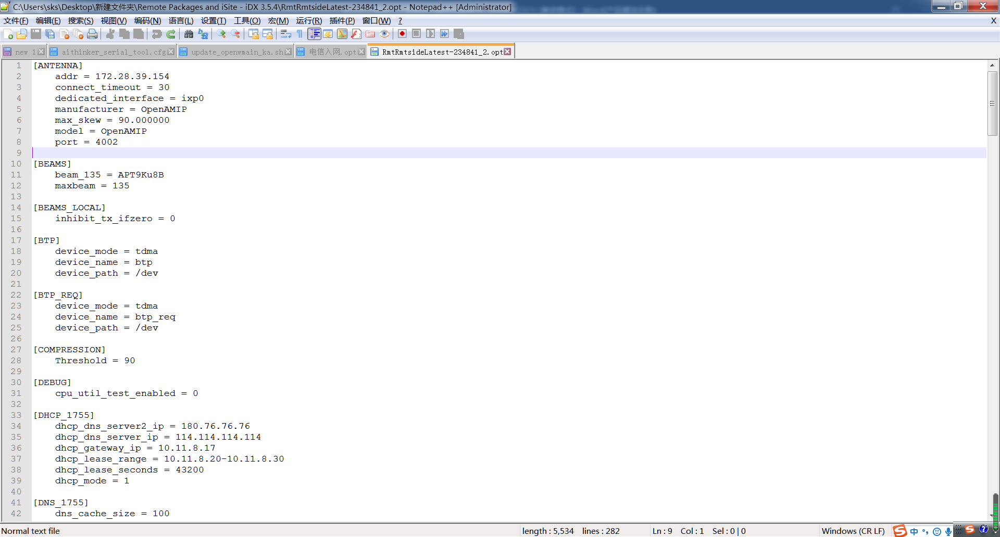 C:\Users\sks\Desktop\新建文件夹\Remote Packages and iSite - iDX 3.5.4\RmtRmtsideLatest-234841_2.opt - Notepad++ [Administrator]
文件(F) 编辑(E) 搜索(S) 视图(V) 编码(N) 语言(L) 设置(T) 工具(O) 宏(M) 运行(R) 插件(P) 窗口(W) ? X
new 1 aithinker_serial_tool.cfg update_openwmain_ka.sh 电信入网.opt RmtRmtsideLatest-234841_2.opt
1 [ANTENNA]
2 addr = 172.28.39.154
3 connect_timeout = 30
4 dedicated_interface = ixp0
5 manufacturer = OpenAMIP
6 max_skew = 90.000000
7 model = OpenAMIP
8 port = 4002
9
10 [BEAMS]
11 beam_135 = APT9Ku8B
12 maxbeam = 135
13
14 [BEAMS_LOCAL]
15 inhibit_tx_ifzero = 0
16
17 [BTP]
18 device_mode = tdma
19 device_name = btp
20 device_path = /dev
21
22 [BTP_REQ]
23 device_mode = tdma
24 device_name = btp_req
25 device_path = /dev
26
27 [COMPRESSION]
28 Threshold = 90
29
30 [DEBUG]
31 cpu_util_test_enabled = 0
32
33 [DHCP_1755]
34 dhcp_dns_server2_ip = 180.76.76.76
35 dhcp_dns_server_ip = 114.114.114.114
36 dhcp_gateway_ip = 10.11.8.17
37 dhcp_lease_range = 10.11.8.20-10.11.8.30
38 dhcp_lease_seconds = 43200
39 dhcp_mode = 1
40
41 [DNS_1755]
42 dns_cache_size = 100
Normal text file length : 5,534 lines : 282 Ln : 9 Col : 1 Sel : 0 | 0 Windows (CR LF) 中